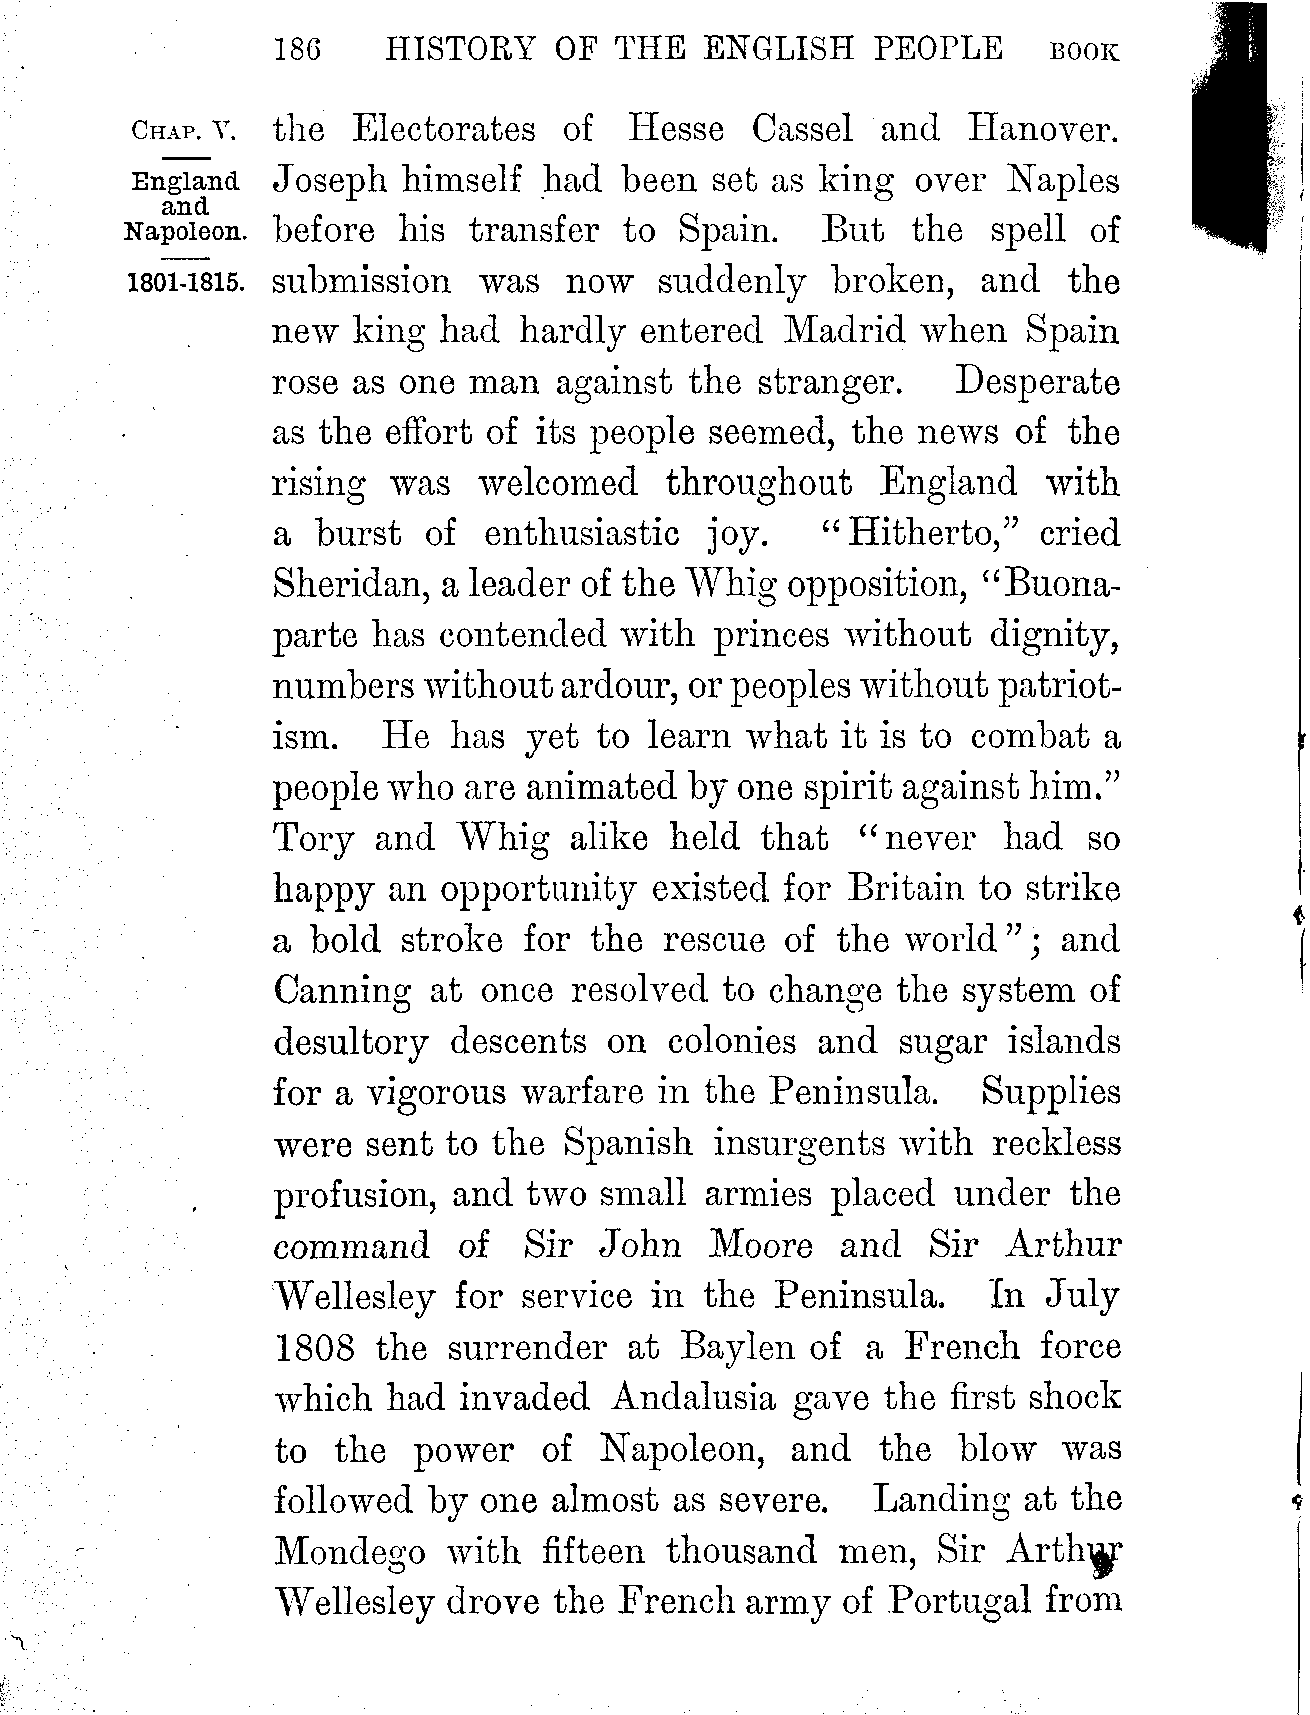 186 HISTORY OF THE ENGLISH PEOPLE BOOK
CHAP. V.
England
and
Napoleon.
1801-1815.
the Electorates of Hesse Cassel and Hanover.
Joseph himself had been set as king over Naples
before his transfer to Spain. But the spell of
submission was now suddenly broken, and the
new king had hardly entered Madrid when Spain
rose as one man against the stranger. Desperate
as the effort of its people seemed, the news of the
rising was welcomed throughout England with
a burst of enthusiastic joy. “Hitherto,” cried
Sheridan, a leader of the Whig opposition, “Buona-
parte has contended with princes without dignity,
numbers without ardour, or peoples without patriot-
ism. He has yet to learn what it is to combat a
people who are animated by one spirit against him.”
Tory and Whig alike held that “never had so
happy an opportunity existed for Britain to strike
a bold stroke for the rescue of the world”; and
Canning at once resolved to change the system of
desultory descents on colonies and sugar islands
for a vigorous warfare in the Peninsula. Supplies
were sent to the Spanish insurgents with reckless
profusion, and two small armies placed under the
command of Sir John Moore and Sir Arthur
Wellesley for service in the Peninsula. In July
1808 the surrender at Baylen of a French force
which had invaded Andalusia gave the first shock
to the power of Napoleon, and the blow was
followed by one almost as severe. Landing at the
Mondego with fifteen thousand men, Sir Arthur
Wellesley drove the French army of Portugal from